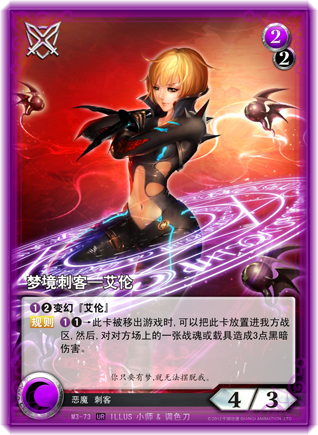 2
2
梦境刺客—艾伦
1 2 变幻『艾伦』
规则 1 1→此卡被移出游戏时, 可以把此卡放置进我方战
区, 然后, 对对方场上的一张战魂或载具造成3点黑暗
伤害.
你只要有梦,就无法摆脱我。
恶魔 刺客
4/3
M3-73 UR ILLUS 小师 & 调色刀